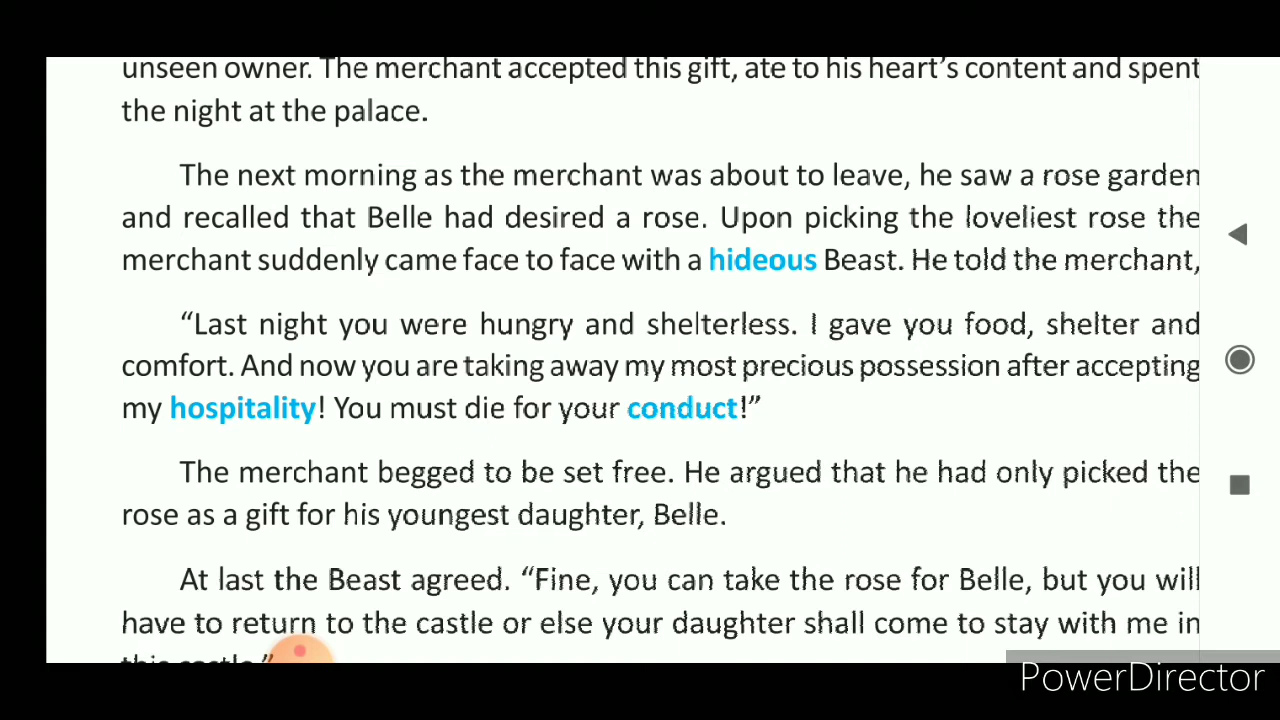 unseen owner. The merchant accepted this gift, ate to his heart's content and spent
the night at the palace.
The next morning as the merchant was about to leave, he saw a rose garden
and recalled that Belle had desired a rose. Upon picking the loveliest rose the
merchant suddenly came face to face with a hideous Beast. He told the merchant,
“Last night you were hungry and shelterless. I gave you food, shelter and
comfort. And now you are taking away my most precious possession after accepting
my hospitality! You must die for your conduct!”
The merchant begged to be set free. He argued that he had only picked the
rose as a gift for his youngest daughter, Belle.
At last the Beast agreed. “Fine, you can take the rose for Belle, but you will
have to return to the castle or else your daughter shall come to stay with me in
this castle.”
PowerDirector